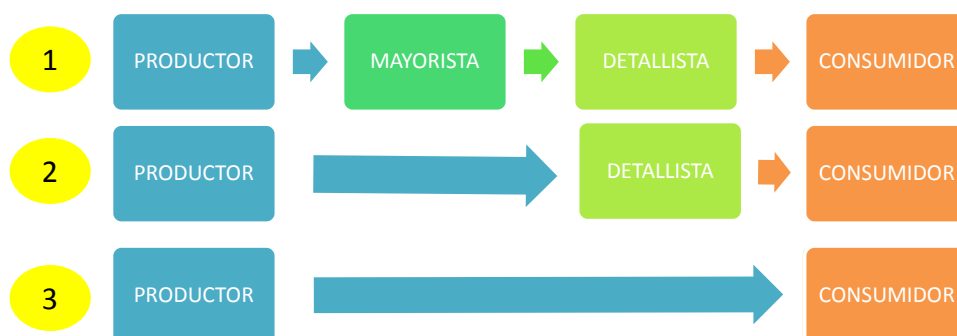 1 PRODUCTOR MAYORISTA DETALLISTA CONSUMIDOR
2 PRODUCTOR DETALLISTA CONSUMIDOR
3 PRODUCTOR CONSUMIDOR